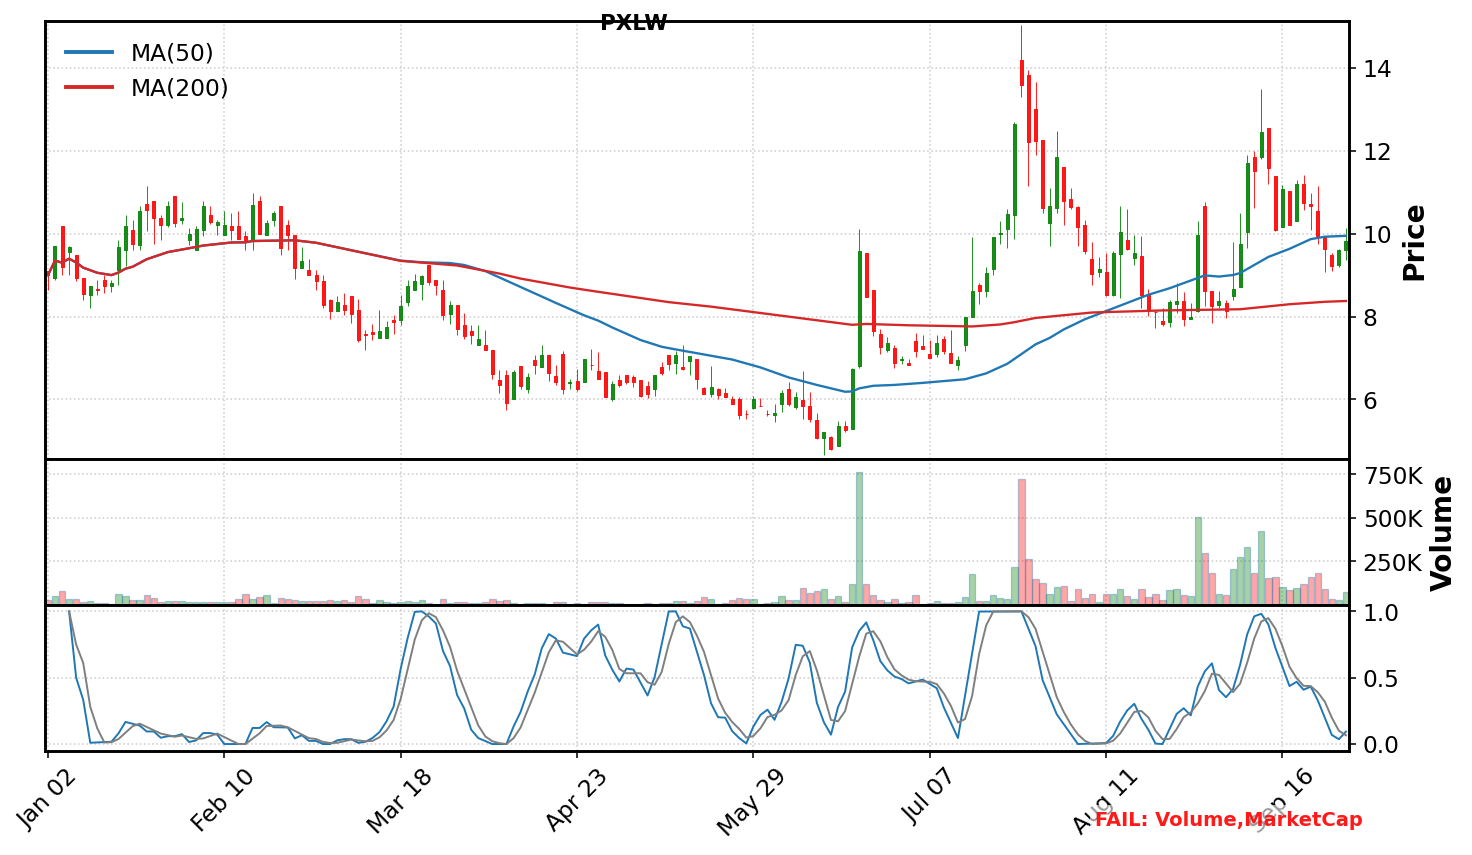 PXLW
MA(50)
MA(200)
14
12
10
8
6
Price
750K
500K
250K
Volume
1.0
0.5
0.0
Jan 02
Feb 10
Mar 18
Apr 23
May 29
Jul 07
Aug 11
Sep 16
FAIL: Volume,MarketCap